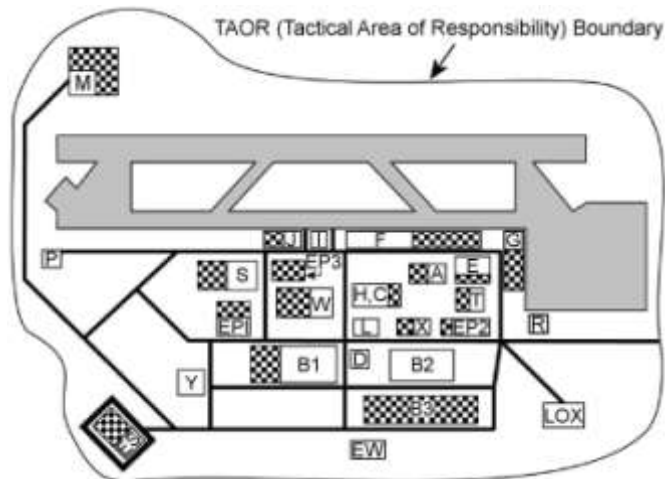 TAOR (Tactical Area of Responsibility) Boundary
M
J
I
F
G
P
EP3
S
A
E
H,C
T
W
EPI
L
X
EP2
R
B1
D
B2
Y
B3
LOX
EW